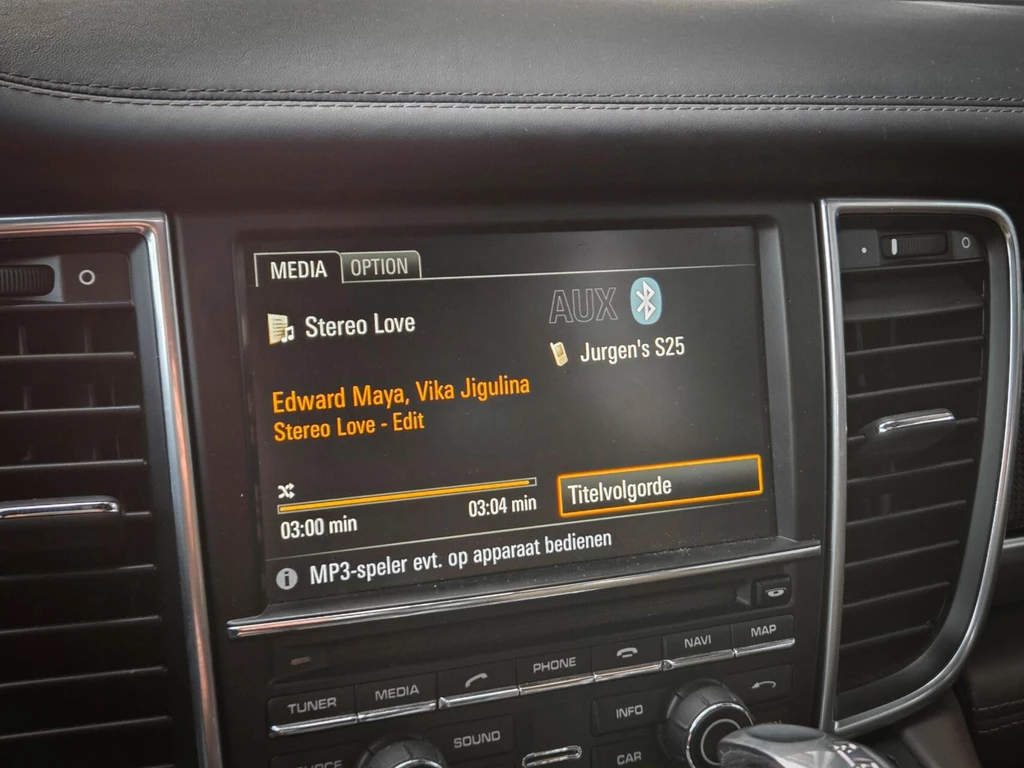 MEDIA OPTION
Stereo Love
AUX
Jurgen's S25
Edward Maya, Vika Jigulina
Stereo Love - Edit
03:00 min
03:04 min
Titelvolgorde
MP3-speler evt. op apparaat bedienen
TUNER
MEDIA
PHONE
NAVI
MAP
SOUND
INFO
CAR